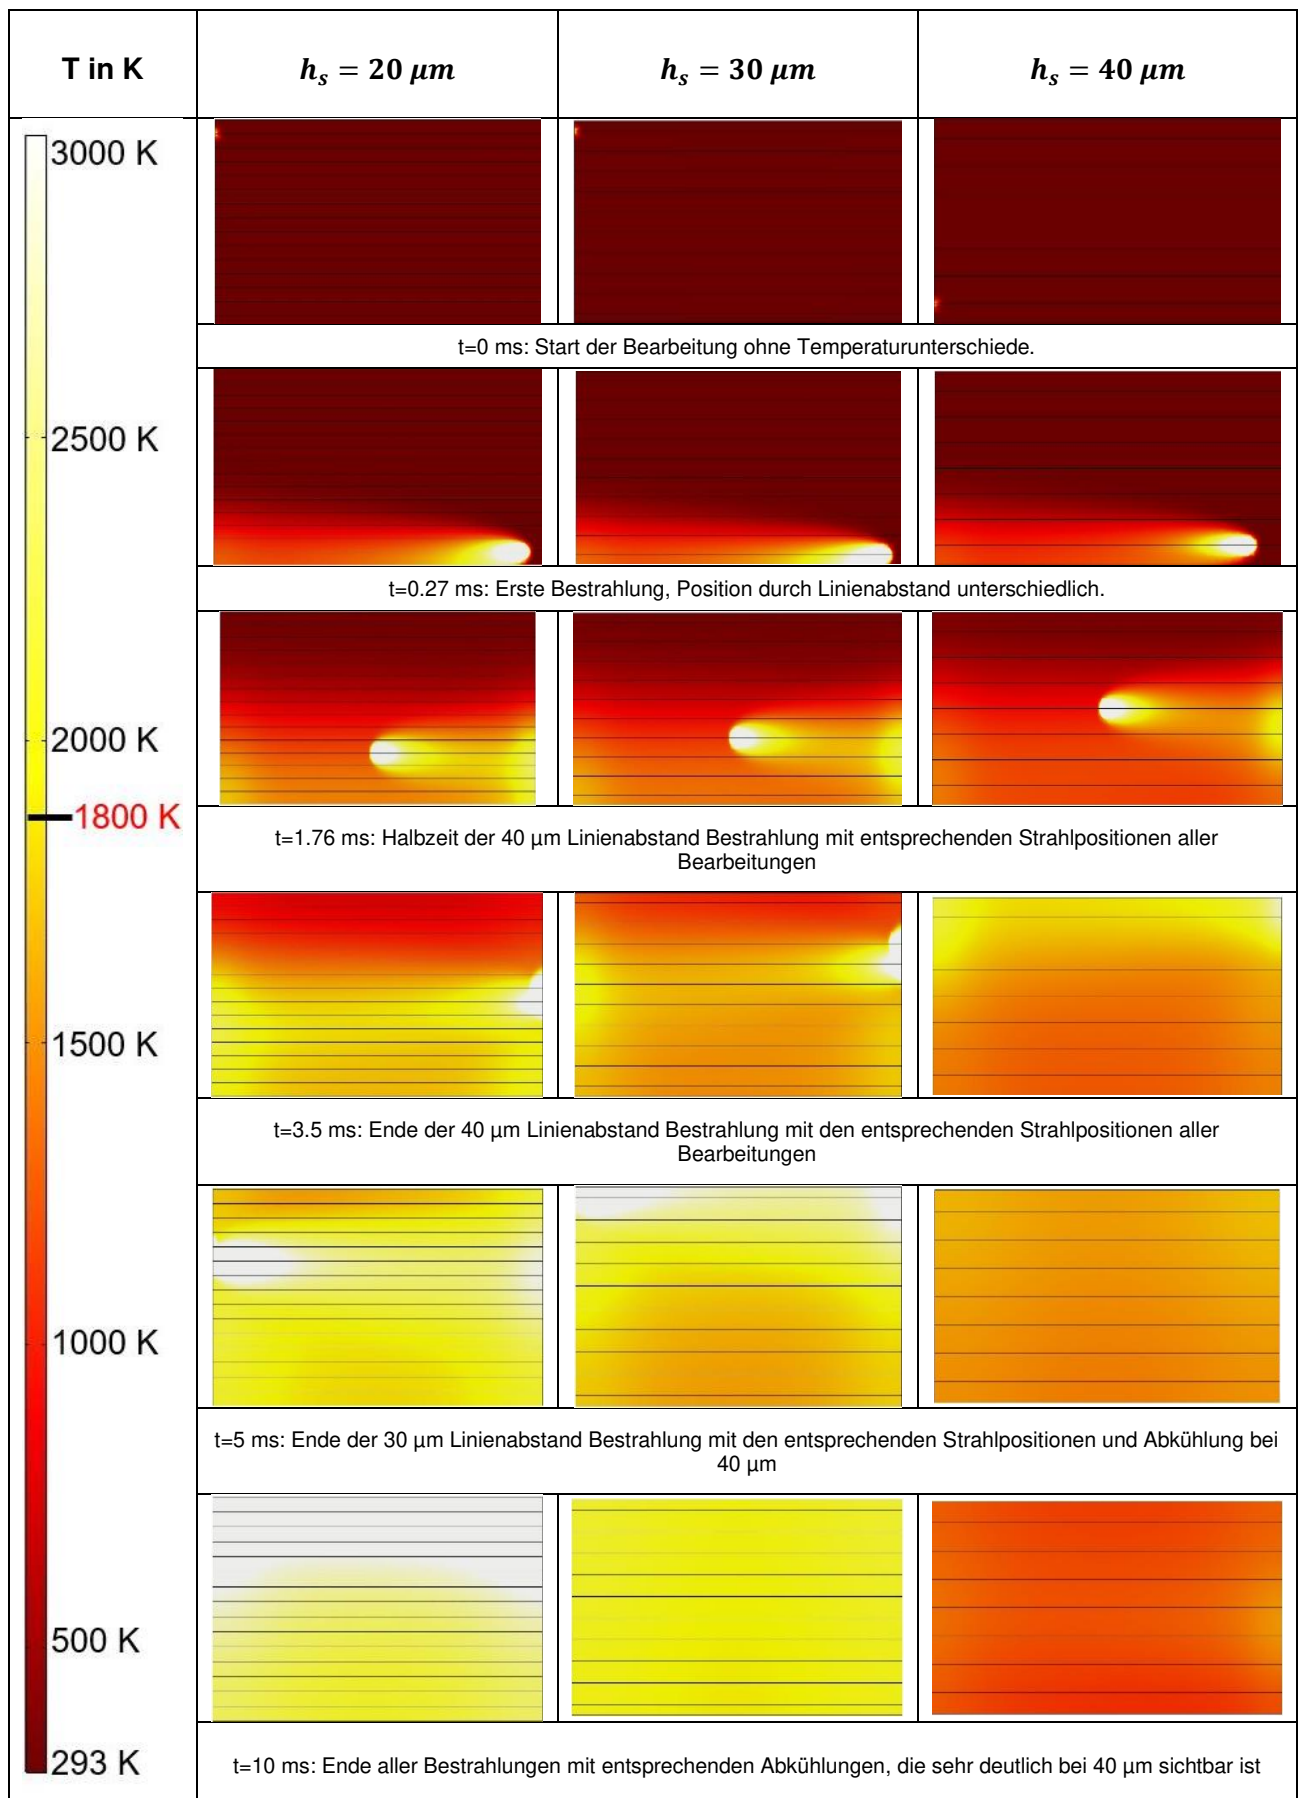 T in K
h_s = 20 μm
h_s = 30 μm
h_s = 40 μm
3000 K
2500 K
2000 K
1800 K
1500 K
1000 K
500 K
293 K
t=0 ms: Start der Bearbeitung ohne Temperaturunterschiede.
t=0.27 ms: Erste Bestrahlung, Position durch Linienabstand unterschiedlich.
t=1.76 ms: Halbzeit der 40 µm Linienabstand Bestrahlung mit entsprechenden Strahlpositionen aller
Bearbeitungen
t=3.5 ms: Ende der 40 µm Linienabstand Bestrahlung mit den entsprechenden Strahlpositionen aller
Bearbeitungen
t=5 ms: Ende der 30 µm Linienabstand Bestrahlung mit den entsprechenden Strahlpositionen und Abkühlung bei
40 µm
t=10 ms: Ende aller Bestrahlungen mit entsprechenden Abkühlungen, die sehr deutlich bei 40 µm sichtbar ist